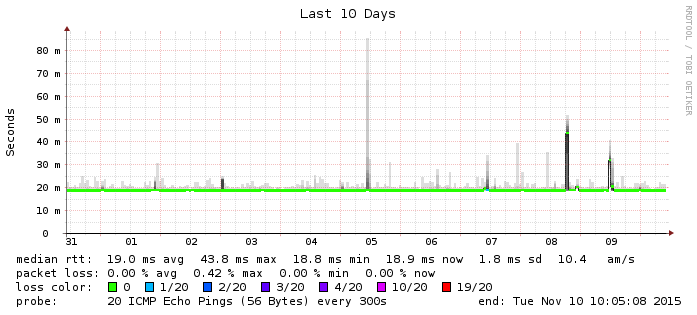 Last 10 Days
RRDTOOL / TOBI OETIKER
Seconds
80 m
70 m
60 m
50 m
40 m
30 m
20 m
10 m
0
31 01 02 03 04 05 06 07 08 09
median rtt: 19.0 ms avg 43.8 ms max 18.8 ms min 18.9 ms now 1.8 ms sd 10.4 am/s
packet loss: 0.00 % avg 0.42 % max 0.00 % min 0.00 % now
loss color: 0 1/20 2/20 3/20 4/20 10/20 19/20
probe: 20 ICMP Echo Pings (56 Bytes) every 300s end: Tue Nov 10 10:05:08 2015